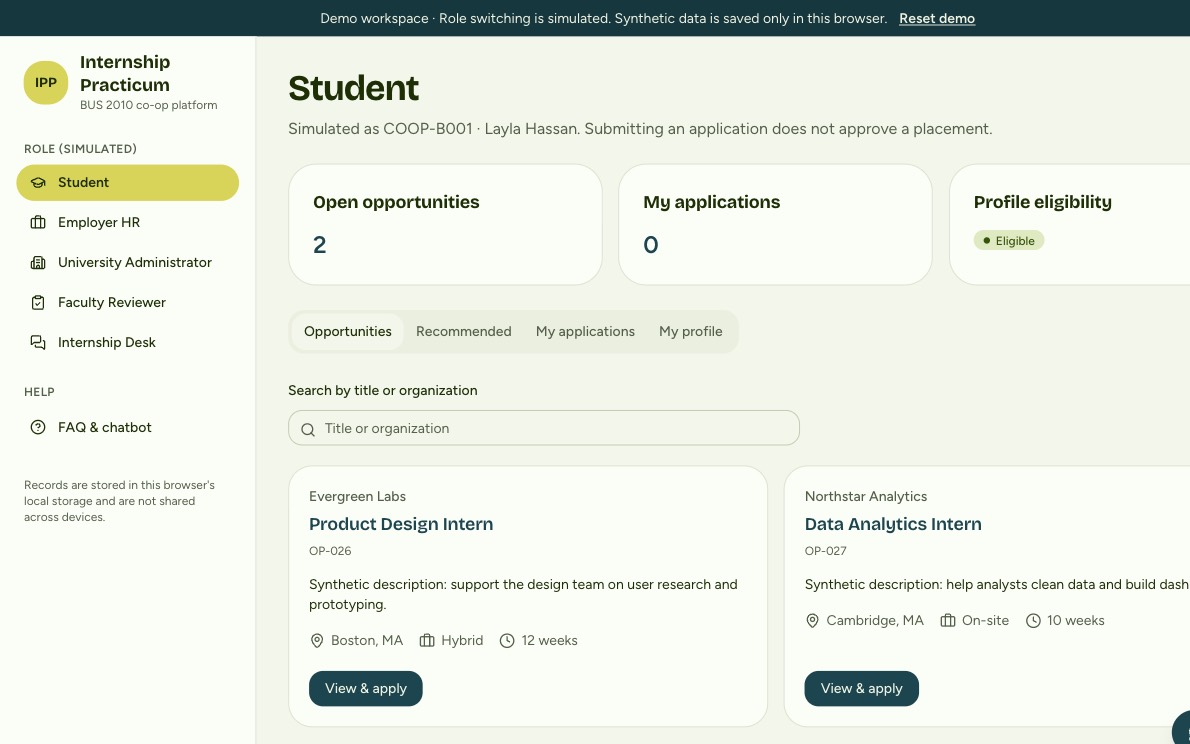 Demo workspace · Role switching is simulated. Synthetic data is saved only in this browser. Reset demo
IPP
Internship
Practicum
BUS 2010 co-op platform
ROLE (SIMULATED)
Student
Employer HR
University Administrator
Faculty Reviewer
Internship Desk
HELP
FAQ & chatbot
Records are stored in this browser's
local storage and are not shared
across devices.
Student
Simulated as COOP-B001 · Layla Hassan. Submitting an application does not approve a placement.
Open opportunities
2
My applications
0
Profile eligibility
Eligible
Opportunities Recommended My applications My profile
Search by title or organization
Title or organization
Evergreen Labs
Product Design Intern
OP-026
Synthetic description: support the design team on user research and
prototyping.
Boston, MA Hybrid 12 weeks
View & apply
Northstar Analytics
Data Analytics Intern
OP-027
Synthetic description: help analysts clean data and build dash
Cambridge, MA On-site 10 weeks
View & apply